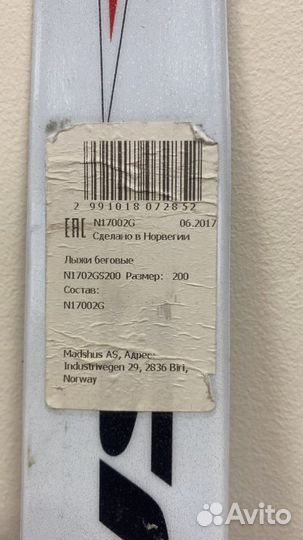 2 991018 072852
EAC N17002G 06.2017
Сделано в Норвегии
Лыжи беговые
N1702GS200 Размер: 200
Состав:
N17002G
Madshus AS, Адрес:
Industrivegen 29, 2836 Biri,
Norway
Avito